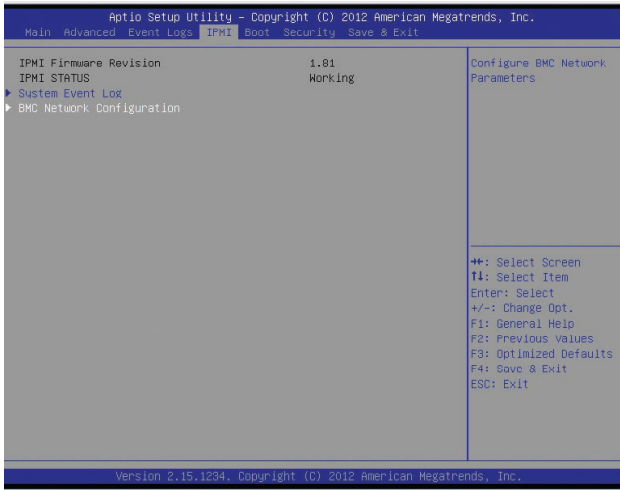 Aptio Setup Utility – Copyright (C) 2012 American Megatrends, Inc.
Main Advanced Event Logs IPMI Boot Security Save & Exit
IPMI Firmware Revision 1.81
IPMI STATUS Working
▶ System Event Log
▶ BMC Network Configuration
Configure BMC Network
Parameters
→←: Select Screen
↑↓: Select Item
Enter: Select
+/-: Change Opt.
F1: General Help
F2: Previous Values
F3: Optimized Defaults
F4: Save & Exit
ESC: Exit
Version 2.15.1234. Copyright (C) 2012 American Megatrends, Inc.